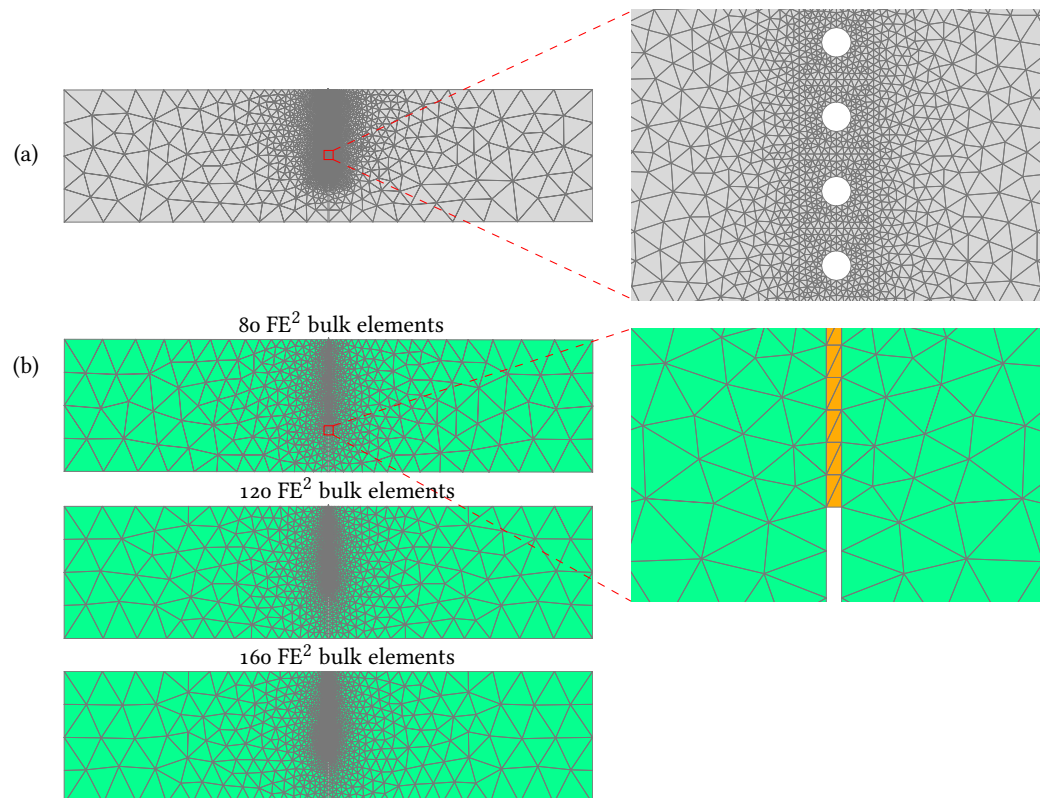 (a)
80 FE² bulk elements
(b)
120 FE² bulk elements
160 FE² bulk elements